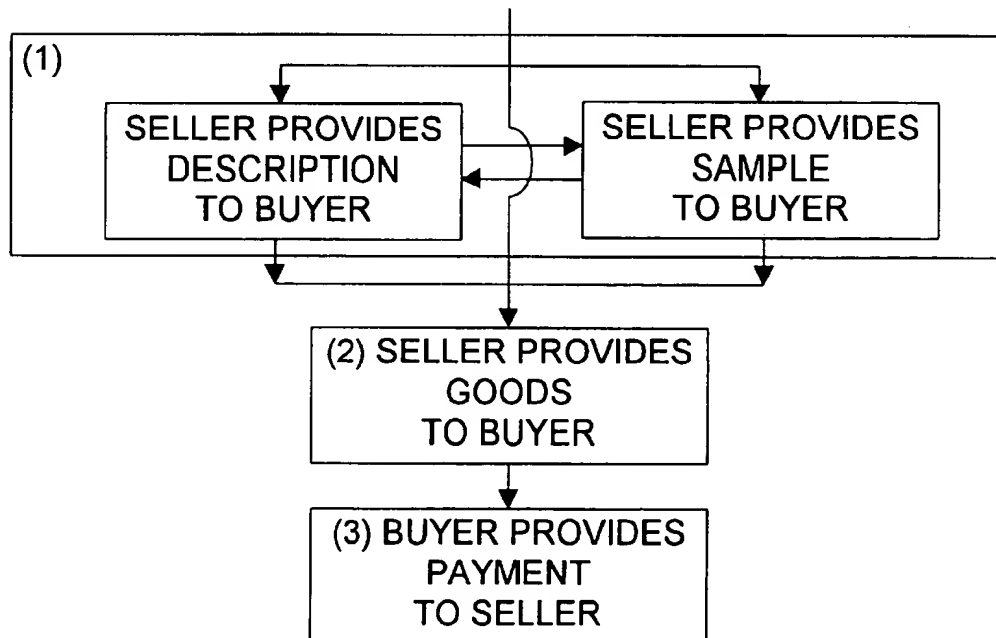 (1)
SELLER PROVIDES
DESCRIPTION
TO BUYER
SELLER PROVIDES
SAMPLE
TO BUYER
(2) SELLER PROVIDES
GOODS
TO BUYER
(3) BUYER PROVIDES
PAYMENT
TO SELLER